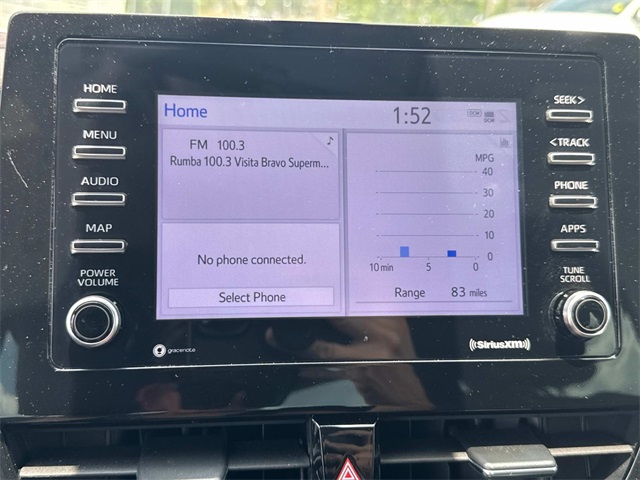 HOME
MENU
AUDIO
MAP
POWER
VOLUME
Home
1:52
DCM
FM 100.3
Rumba 100.3 Visita Bravo Superm...
No phone connected.
Select Phone
MPG
40
30
20
10
0
10 min 5 0
Range 83 miles
SEEK >
< TRACK
PHONE
APPS
TUNE
SCROLL
gracenote
((SiriusXM))